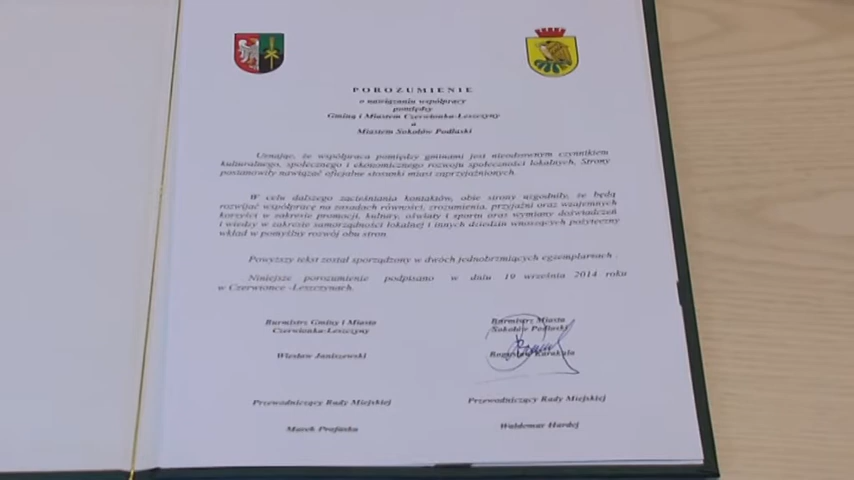 POROZUMIENIE
o nawiązaniu współpracy
pomiędzy
Gminą i Miastem Czerwionka-Leszczyny
a
Miastem Sokołów Podlaski
Uznając, że współpraca pomiędzy gminami jest nieodzownym czynnikiem
kulturalnego, społecznego i ekonomicznego rozwoju społeczności lokalnych, Strony
postanowiły nawiązać oficjalne stosunki miast zaprzyjaźnionych.
W celu dalszego zacieśniania kontaktów, obie strony uzgodniły, że będą
rozwijać współpracę na zasadach równości, zrozumienia, przyjaźni oraz wzajemnych
korzyści w zakresie promocji, kultury, oświaty i sportu oraz wymiany doświadczeń
i wiedzy w zakresie samorządności lokalnej i innych dziedzin wnoszących pożyteczny
wkład w pomyślny rozwój obu stron.
Powyższy tekst został sporządzony w dwóch jednobrzmiących egzemplarzach .
Niniejsze porozumienie podpisano w dniu 19 września 2014 roku
w Czerwionce -Leszczynach.
Burmistrz Gminy i Miasta
Czerwionka-Leszczyny
Wiesław Janiszewski
Burmistrz Miasta
Sokołów Podlaski
Bogusław Karakula
Przewodniczący Rady Miejskiej
Marek Profaska
Przewodniczący Rady Miejskiej
Waldemar Hardej